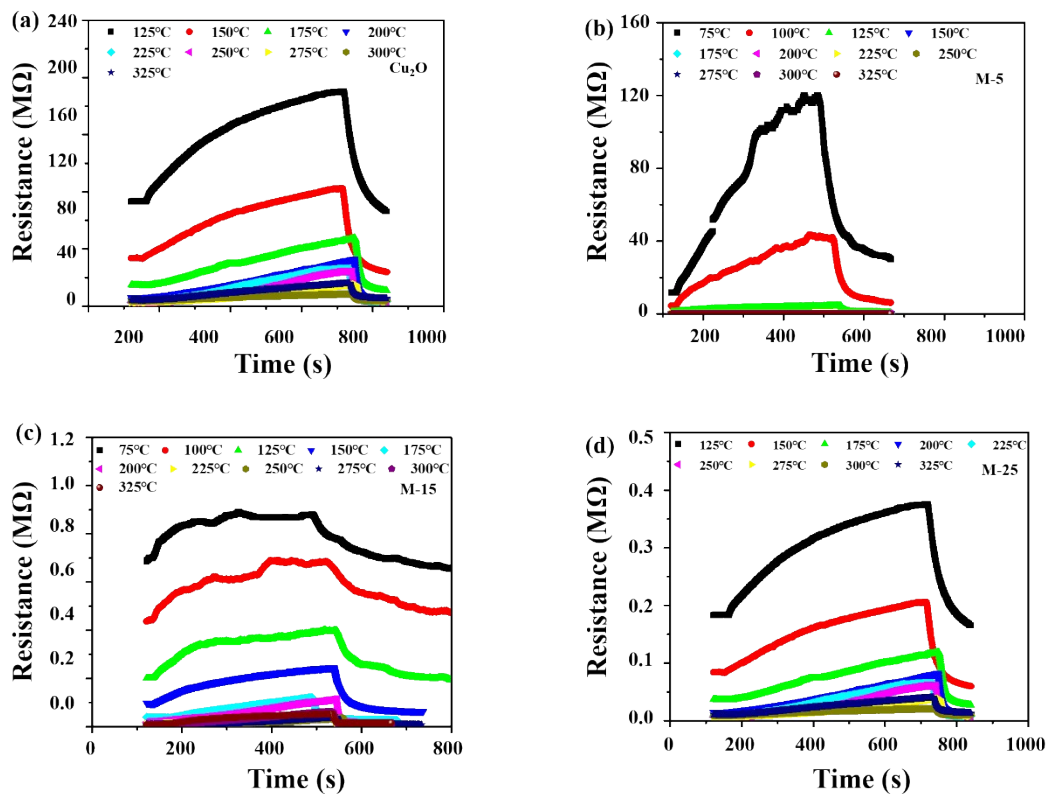 (a)
240
200
160
120
80
40
0
Resistance (MΩ)
125℃ 150℃ 175℃ 200℃
225℃ 250℃ 275℃ 300℃
325℃
Cu₂O
200 400 600 800 1000
Time (s)
(b)
160
120
80
40
0
Resistance (MΩ)
75℃ 100℃ 125℃ 150℃
175℃ 200℃ 225℃ 250℃
275℃ 300℃ 325℃
M-5
200 400 600 800 1000
Time (s)
(c)
1.2
1.0
0.8
0.6
0.4
0.2
0.0
Resistance (MΩ)
75℃ 100℃ 125℃ 150℃ 175℃
200℃ 225℃ 250℃ 275℃ 300℃
325℃
M-15
0 200 400 600 800
Time (s)
(d)
0.5
0.4
0.3
0.2
0.1
0.0
Resistance (MΩ)
125℃ 150℃ 175℃ 200℃ 225℃
250℃ 275℃ 300℃ 325℃
M-25
0 200 400 600 800 1000
Time (s)